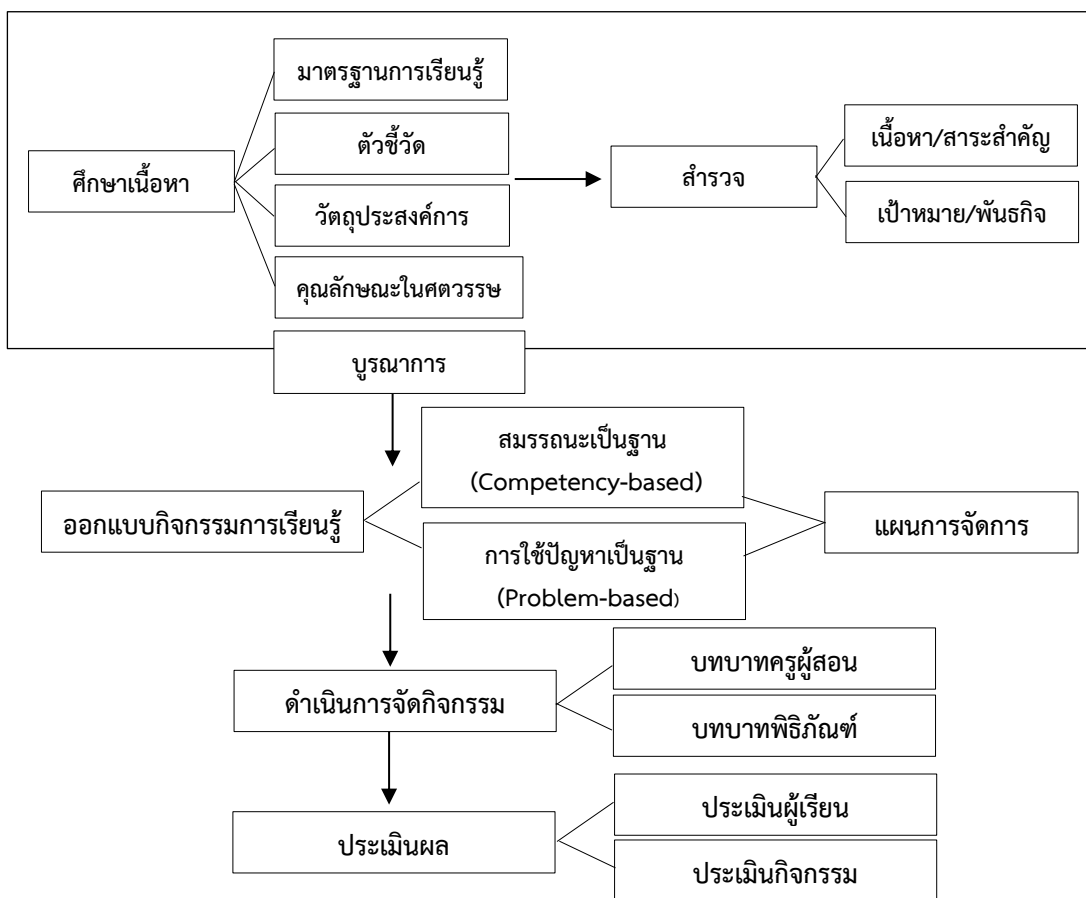 มาตรฐานการเรียนรู้
ตัวชี้วัด
ศึกษาเนื้อหา
วัตถุประสงค์การ
คุณลักษณะในศตวรรษ
สำรวจ
เนื้อหา/สาระสำคัญ
เป้าหมาย/พันธกิจ
บูรณาการ
สมรรถนะเป็นฐาน
(Competency-based)
ออกแบบกิจกรรมการเรียนรู้
แผนการจัดการ
การใช้ปัญหาเป็นฐาน
(Problem-based)
บทบาทครูผู้สอน
ดำเนินการจัดกิจกรรม
บทบาทพิธิภัณฑ์
ประเมินผู้เรียน
ประเมินผล
ประเมินกิจกรรม